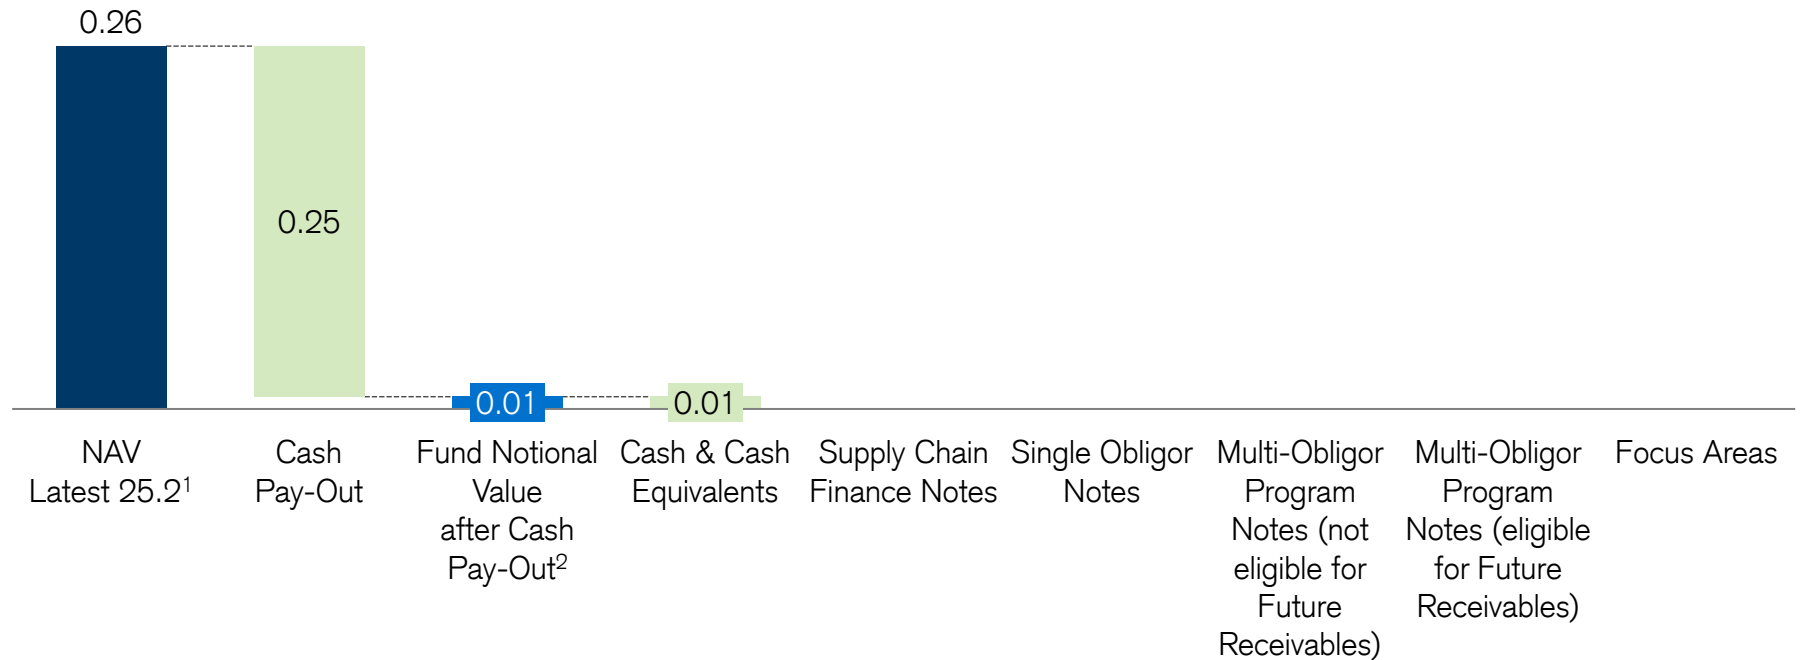 0.26
0.25
0.01
0.01
NAV
Latest 25.2¹
Cash
Pay-Out
Fund Notional
Value
after Cash
Pay-Out²
Cash & Cash
Equivalents
Supply Chain
Finance Notes
Single Obligor
Notes
Multi-Obligor
Program
Notes (not
eligible for
Future
Receivables)
Multi-Obligor
Program
Notes (eligible
for Future
Receivables)
Focus Areas